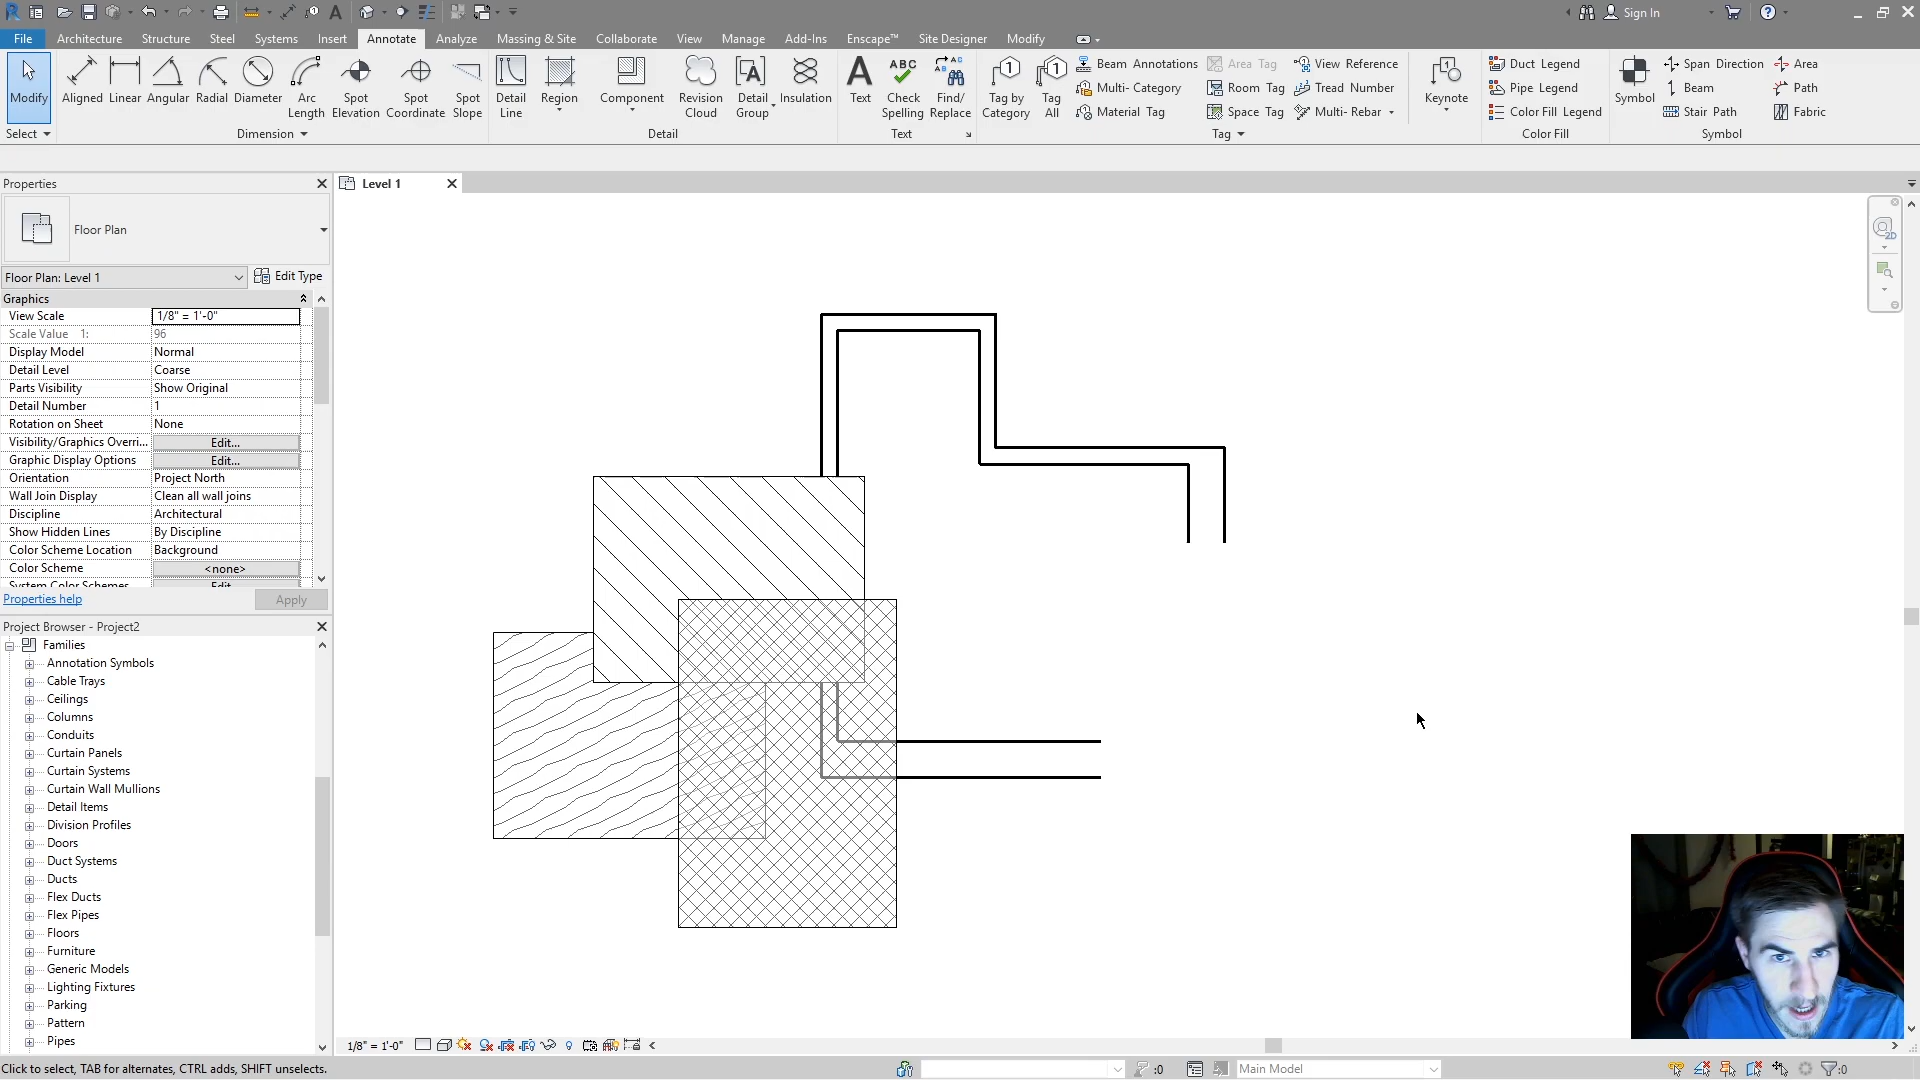 Sign In
File Architecture Structure Steel Systems Insert Annotate Analyze Massing & Site Collaborate View Manage Add-Ins Enscape™ Site Designer Modify
Modify
Aligned Linear Angular Radial Diameter Arc Length Spot Elevation Spot Coordinate Spot Slope
Detail Line Region Component Revision Cloud Detail Group Insulation
Text Check Spelling Find/ Replace
Tag by Category Tag All Beam Annotations Area Tag View Reference
Multi- Category Room Tag Tread Number
Material Tag Space Tag Multi- Rebar
Keynote
Duct Legend
Pipe Legend
Color Fill Legend
Symbol Span Direction Area
Beam Path
Stair Path Fabric
Select Dimension Detail Text Tag Color Fill Symbol
Properties
Level 1
Floor Plan
Floor Plan: Level 1 Edit Type
Graphics
View Scale 1/8" = 1'-0"
Scale Value 1: 96
Display Model Normal
Detail Level Coarse
Parts Visibility Show Original
Detail Number 1
Rotation on Sheet None
Visibility/Graphics Overri... Edit...
Graphic Display Options Edit...
Orientation Project North
Wall Join Display Clean all wall joins
Discipline Architectural
Show Hidden Lines By Discipline
Color Scheme Location Background
Color Scheme <none>
System Color Schemes Edit
Properties help Apply
Project Browser - Project2
Families
Annotation Symbols
Cable Trays
Ceilings
Columns
Conduits
Curtain Panels
Curtain Systems
Curtain Wall Mullions
Detail Items
Division Profiles
Doors
Duct Systems
Ducts
Flex Ducts
Flex Pipes
Floors
Furniture
Generic Models
Lighting Fixtures
Parking
Pattern
Pipes
1/8" = 1'-0"
Click to select, TAB for alternates, CTRL adds, SHIFT unselects.
:0
Main Model
:0